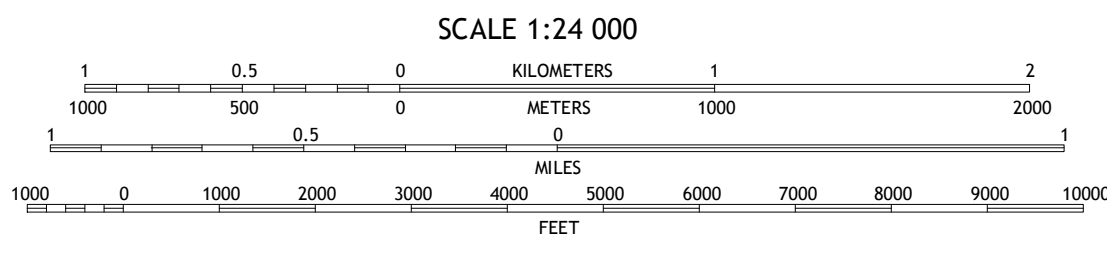 SCALE 1:24 000
1 0.5 0 KILOMETERS 1 2
1000 500 0 METERS 1000 2000
1 0.5 0 1
MILES
1000 0 1000 2000 3000 4000 5000 6000 7000 8000 9000 10000
FEET